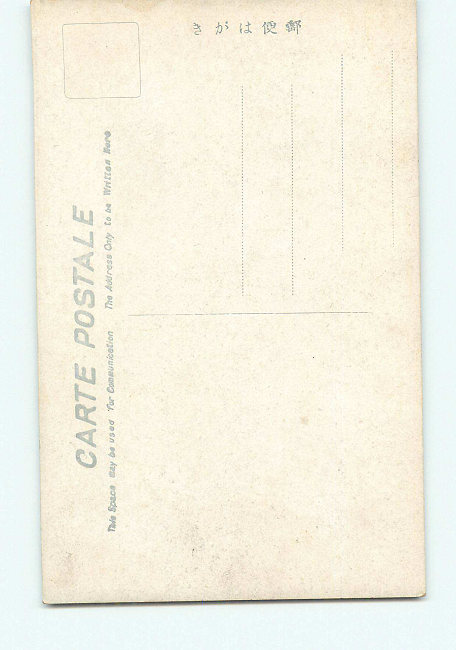 郵便はがき
CARTE POSTALE
This Space may be used For Communication The Address Only to be Written Here